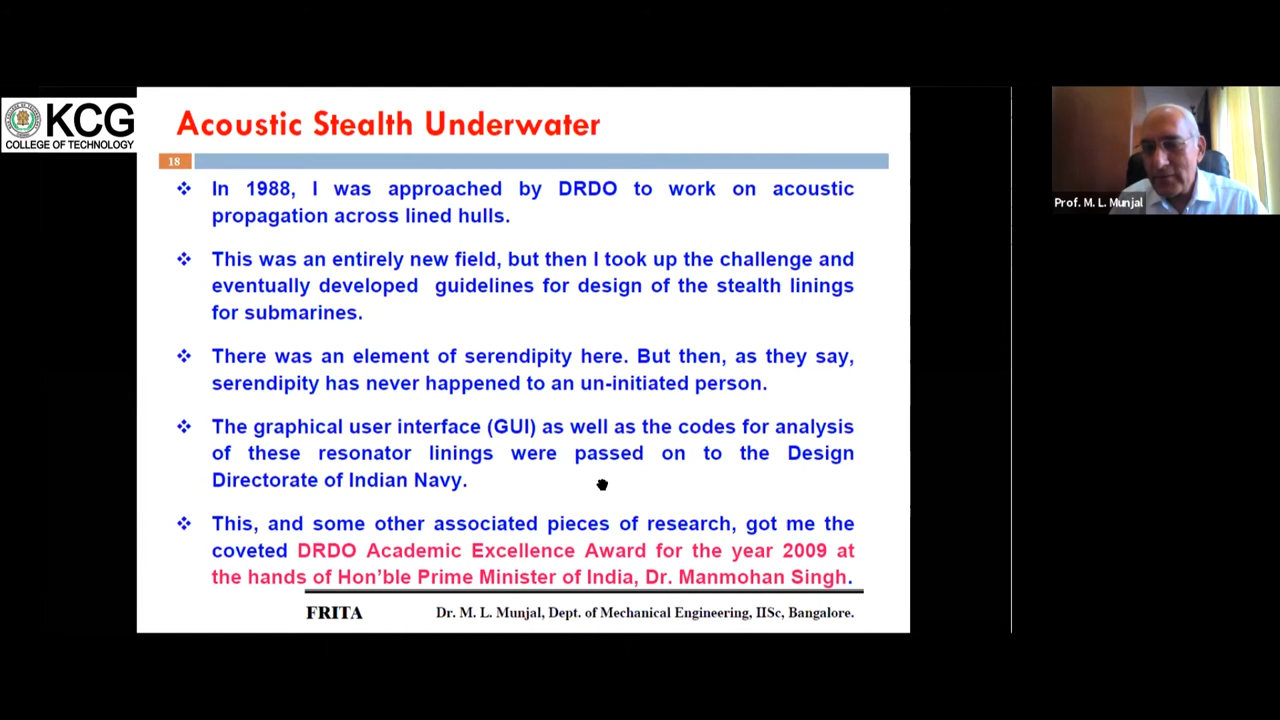 KCG
COLLEGE OF TECHNOLOGY
Acoustic Stealth Underwater
18
❖ In 1988, I was approached by DRDO to work on acoustic
propagation across lined hulls.
❖ This was an entirely new field, but then I took up the challenge and
eventually developed guidelines for design of the stealth linings
for submarines.
❖ There was an element of serendipity here. But then, as they say,
serendipity has never happened to an un-initiated person.
❖ The graphical user interface (GUI) as well as the codes for analysis
of these resonator linings were passed on to the Design
Directorate of Indian Navy.
❖ This, and some other associated pieces of research, got me the
coveted DRDO Academic Excellence Award for the year 2009 at
the hands of Hon’ble Prime Minister of India, Dr. Manmohan Singh.
FRITA Dr. M. L. Munjal, Dept. of Mechanical Engineering, IISc, Bangalore.
Prof. M. L. Munjal